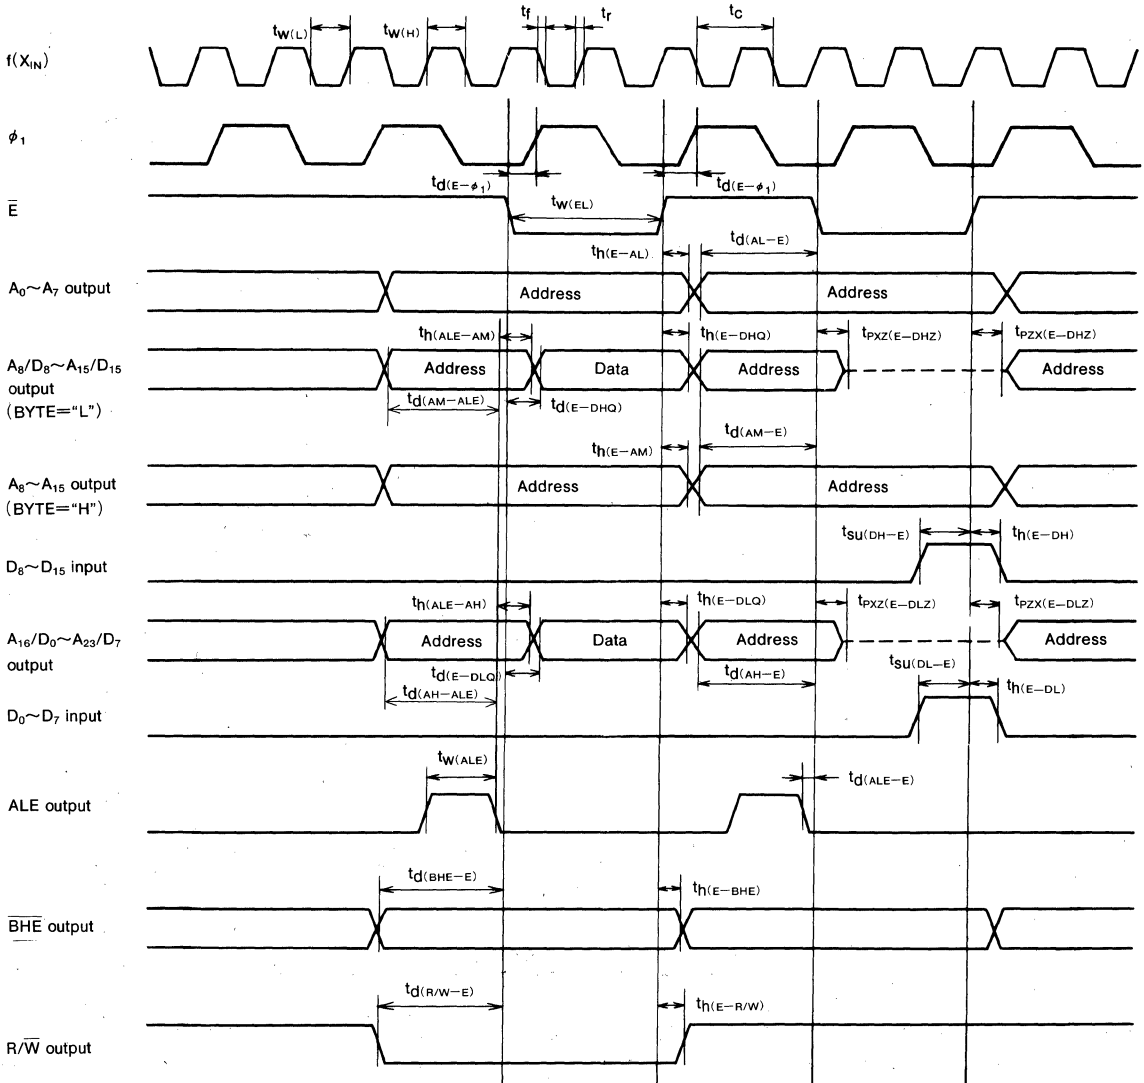 tf tr tc
tW(L) tW(H)
f(XIN)
ϕ1
td(E−ϕ1) td(E−ϕ1)
tW(EL)
E̅
th(E−AL) td(AL−E)
A0~A7 output Address Address
th(ALE−AM) th(E−DHQ) tPXZ(E−DHZ) tPZX(E−DHZ)
A8/D8~A15/D15 Address Data Address Address
output
(BYTE="L") td(AM−ALE) td(E−DHQ)
th(E−AM) td(AM−E)
A8~A15 output Address Address
(BYTE="H")
tsu(DH−E) th(E−DH)
D8~D15 input
th(ALE−AH) th(E−DLQ) tPXZ(E−DLZ) tPZX(E−DLZ)
A16/D0~A23/D7 Address Data Address Address
output
td(E−DLQ) td(AH−E) tsu(DL−E)
td(AH−ALE) th(E−DL)
D0~D7 input
tW(ALE) td(ALE−E)
ALE output
td(BHE−E) th(E−BHE)
B̅H̅E̅ output
td(R/W−E) th(E−R/W)
R/W̅ output